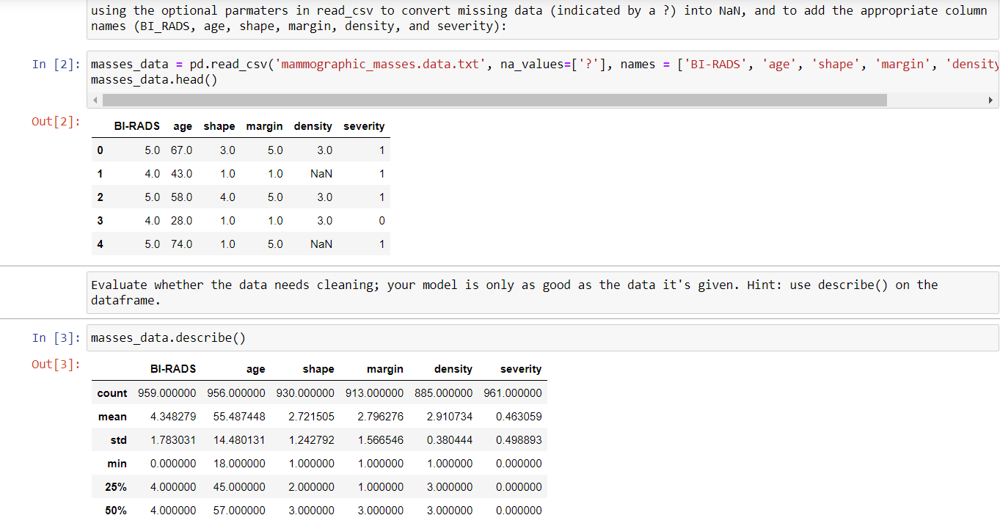 using the optional parmaters in read_csv to convert missing data (indicated by a ?) into NaN, and to add the appropriate column
names (BI_RADS, age, shape, margin, density, and severity):
In [2]: masses_data = pd.read_csv('mammographic_masses.data.txt', na_values=['?'], names = ['BI-RADS', 'age', 'shape', 'margin', 'density
masses_data.head()
Out[2]:
BI-RADS age shape margin density severity
0 5.0 67.0 3.0 5.0 3.0 1
1 4.0 43.0 1.0 1.0 NaN 1
2 5.0 58.0 4.0 5.0 3.0 1
3 4.0 28.0 1.0 1.0 3.0 0
4 5.0 74.0 1.0 5.0 NaN 1
Evaluate whether the data needs cleaning; your model is only as good as the data it's given. Hint: use describe() on the
dataframe.
In [3]: masses_data.describe()
Out[3]:
BI-RADS age shape margin density severity
count 959.000000 956.000000 930.000000 913.000000 885.000000 961.000000
mean 4.348279 55.487448 2.721505 2.796276 2.910734 0.463059
std 1.783031 14.480131 1.242792 1.566546 0.380444 0.498893
min 0.000000 18.000000 1.000000 1.000000 1.000000 0.000000
25% 4.000000 45.000000 2.000000 1.000000 3.000000 0.000000
50% 4.000000 57.000000 3.000000 3.000000 3.000000 0.000000